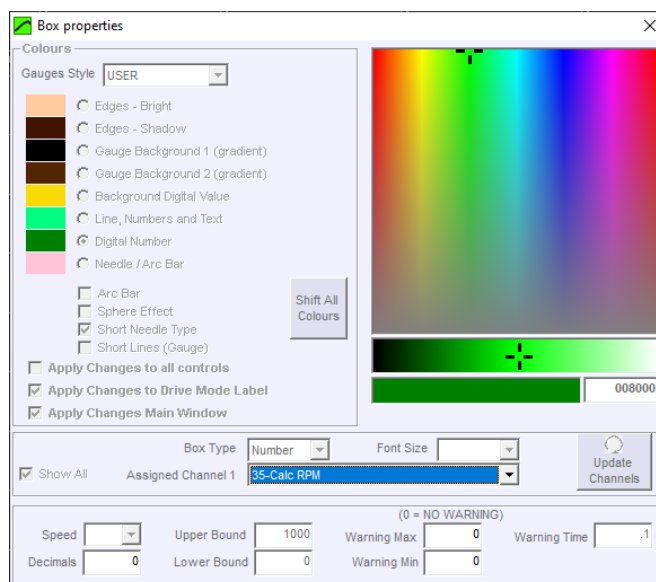 Box properties
Colours
Gauges Style USER
Edges - Bright
Edges - Shadow
Gauge Background 1 (gradient)
Gauge Background 2 (gradient)
Background Digital Value
Line, Numbers and Text
Digital Number
Needle / Arc Bar
Arc Bar
Sphere Effect
Short Needle Type
Short Lines (Gauge)
Shift All
Colours
Apply Changes to all controls
Apply Changes to Drive Mode Label
Apply Changes Main Window
008000
Box Type Number Font Size
Show All Assigned Channel 1 35-Calc RPM
Update
Channels
(0 = NO WARNING)
Speed Upper Bound 1000 Warning Max 0 Warning Time .1
Decimals 0 Lower Bound 0 Warning Min 0